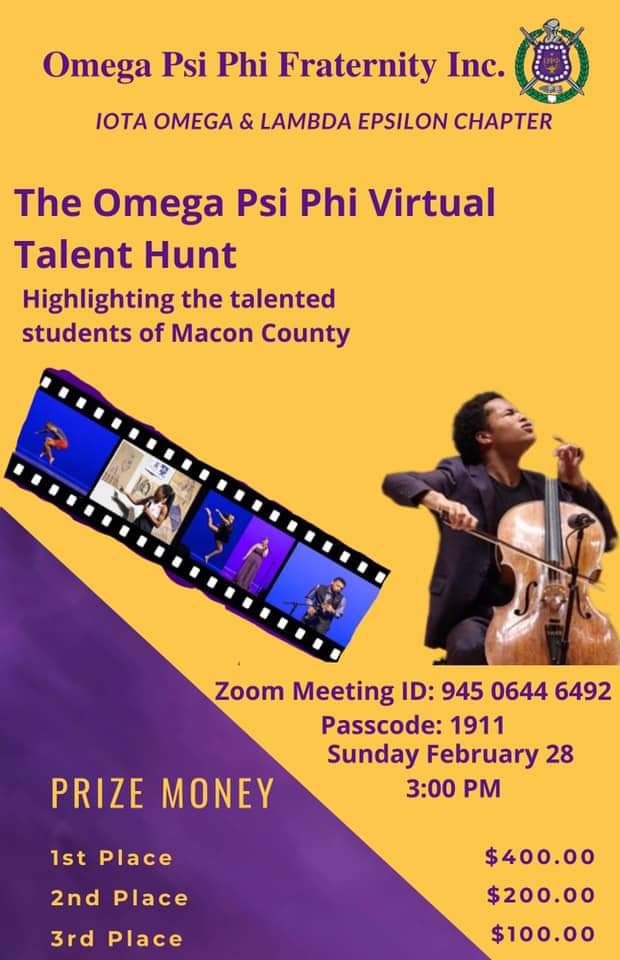 Omega Psi Phi Fraternity Inc.
IOTA OMEGA & LAMBDA EPSILON CHAPTER
The Omega Psi Phi Virtual
Talent Hunt
Highlighting the talented
students of Macon County
Zoom Meeting ID: 945 0644 6492
Passcode: 1911
Sunday February 28
3:00 PM
PRIZE MONEY
1st Place $400.00
2nd Place $200.00
3rd Place $100.00